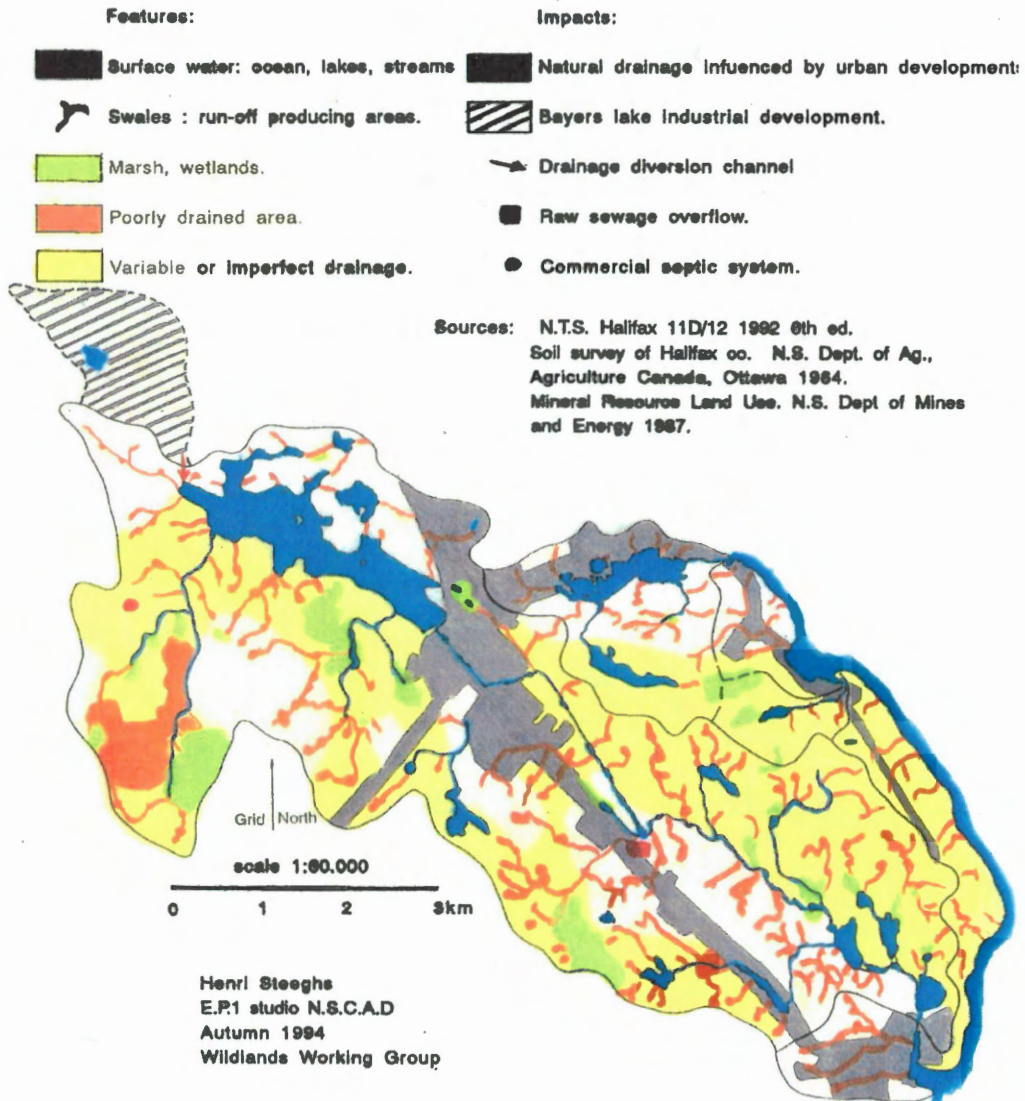 Features:
Surface water: ocean, lakes, streams
Swales : run-off producing areas.
Marsh, wetlands.
Poorly drained area.
Variable or imperfect drainage.
Impacts:
Natural drainage infuenced by urban development:
Bayers lake industrial development.
Drainage diversion channel
Raw sewage overflow.
Commercial septic system.
Sources: N.T.S. Halifax 11D/12 1992 6th ed.
Soil survey of Halifax co. N.S. Dept. of Ag.,
Agriculture Canada, Ottawa 1964.
Mineral Resource Land Use. N.S. Dept of Mines
and Energy 1987.
Grid North
scale 1:60.000
0 1 2 3km
Henri Steeghs
E.P.1 studio N.S.C.A.D
Autumn 1994
Wildlands Working Group